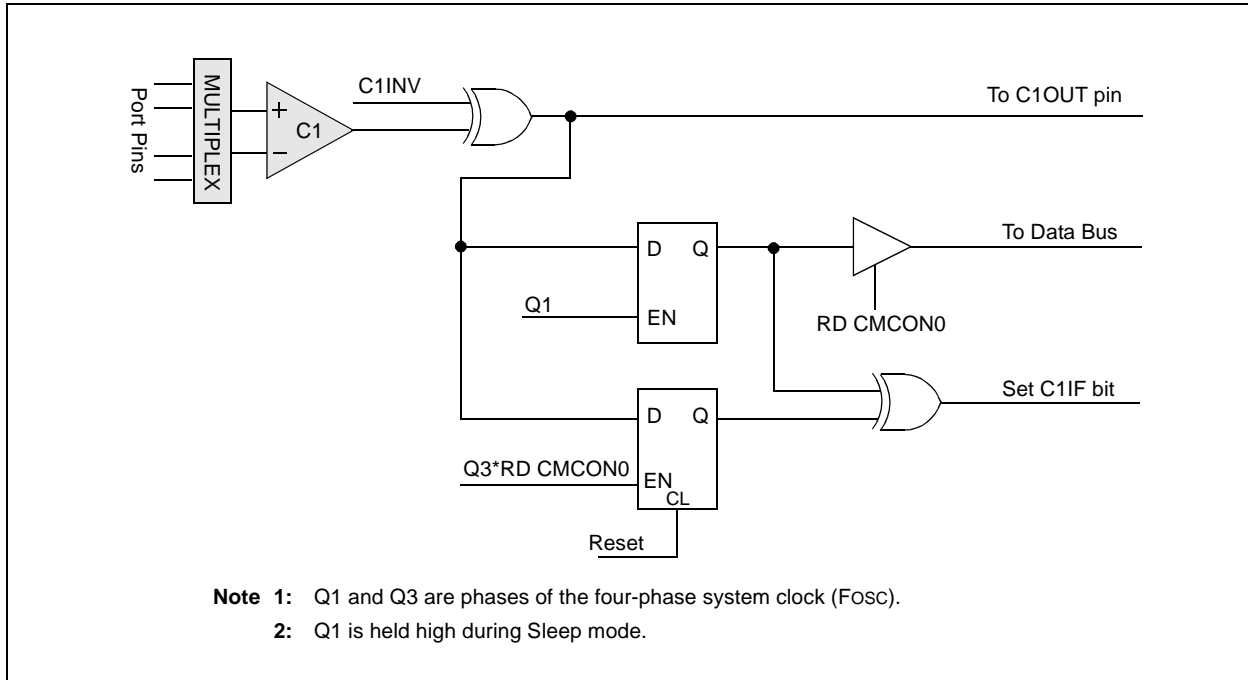 C1INV
To C1OUT pin
MULTIPLEX
Port Pins
+
C1
−
D Q
To Data Bus
Q1
EN
RD CMCON0
Set C1IF bit
D Q
Q3*RD CMCON0
EN
CL
Reset
Note 1: Q1 and Q3 are phases of the four-phase system clock (FOSC).
2: Q1 is held high during Sleep mode.